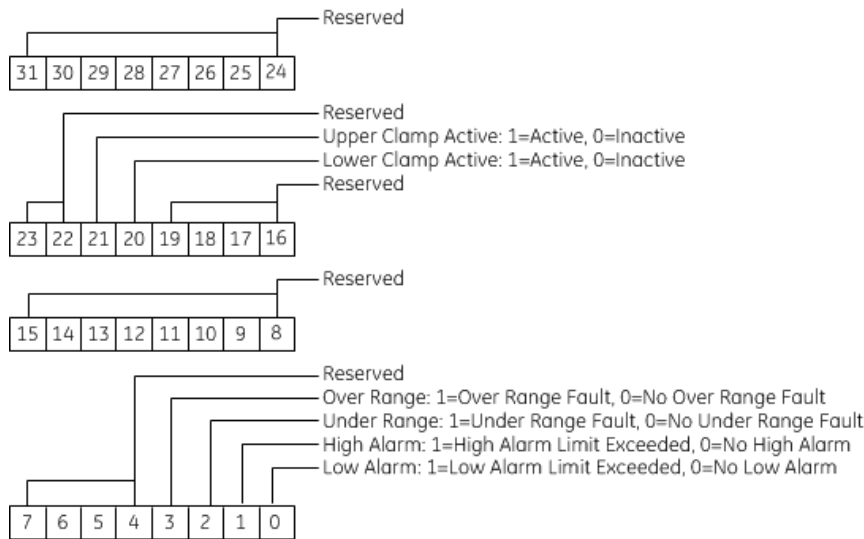 Reserved
31 30 29 28 27 26 25 24
Reserved
Upper Clamp Active: 1=Active, 0=Inactive
Lower Clamp Active: 1=Active, 0=Inactive
Reserved
23 22 21 20 19 18 17 16
Reserved
15 14 13 12 11 10 9 8
Reserved
Over Range: 1=Over Range Fault, 0=No Over Range Fault
Under Range: 1=Under Range Fault, 0=No Under Range Fault
High Alarm: 1=High Alarm Limit Exceeded, 0=No High Alarm
Low Alarm: 1=Low Alarm Limit Exceeded, 0=No Low Alarm
7 6 5 4 3 2 1 0